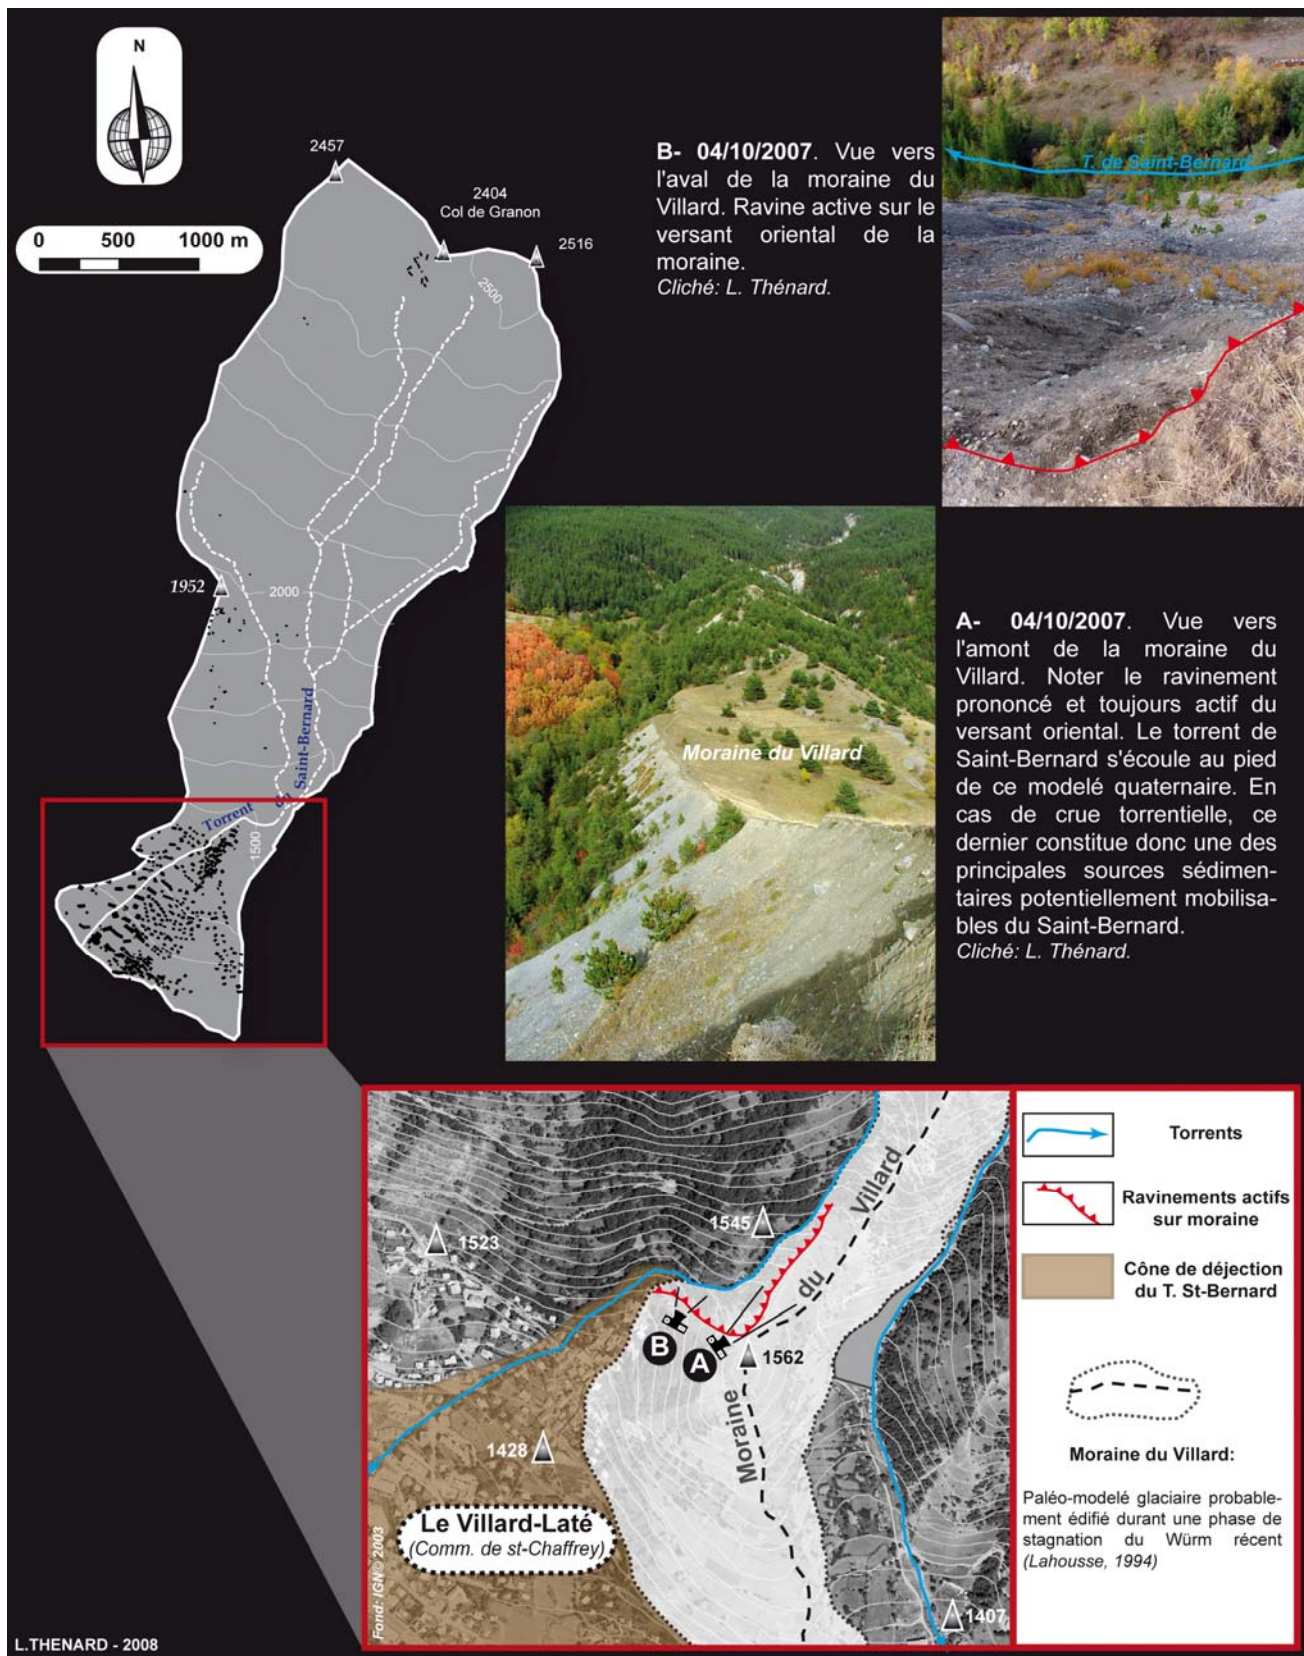 N
0 500 1000 m
2457
2404
Col de Granon
2516
2500
1952
2000
Torrent du Saint-Bernard
1500
B- 04/10/2007. Vue vers
l'aval de la moraine du
Villard. Ravine active sur le
versant oriental de la
moraine.
Cliché: L. Thénard.
T. de Saint-Bernard
Moraine du Villard
A- 04/10/2007. Vue vers
l'amont de la moraine du
Villard. Noter le ravinement
prononcé et toujours actif du
versant oriental. Le torrent de
Saint-Bernard s'écoule au pied
de ce modelé quaternaire. En
cas de crue torrentielle, ce
dernier constitue donc une des
principales sources sédimen-
taires potentiellement mobilisa-
bles du Saint-Bernard.
Cliché: L. Thénard.
1523
1545
Moraine du Villard
B
A
1562
1428
Le Villard-Laté
(Comm. de st-Chaffrey)
1407
Fond: IGN© 2003
Torrents
Ravinements actifs
sur moraine
Cône de déjection
du T. St-Bernard
Moraine du Villard:
Paléo-modelé glaciaire probable-
ment édifié durant une phase de
stagnation du Würm récent
(Lahousse, 1994)
L.THENARD - 2008